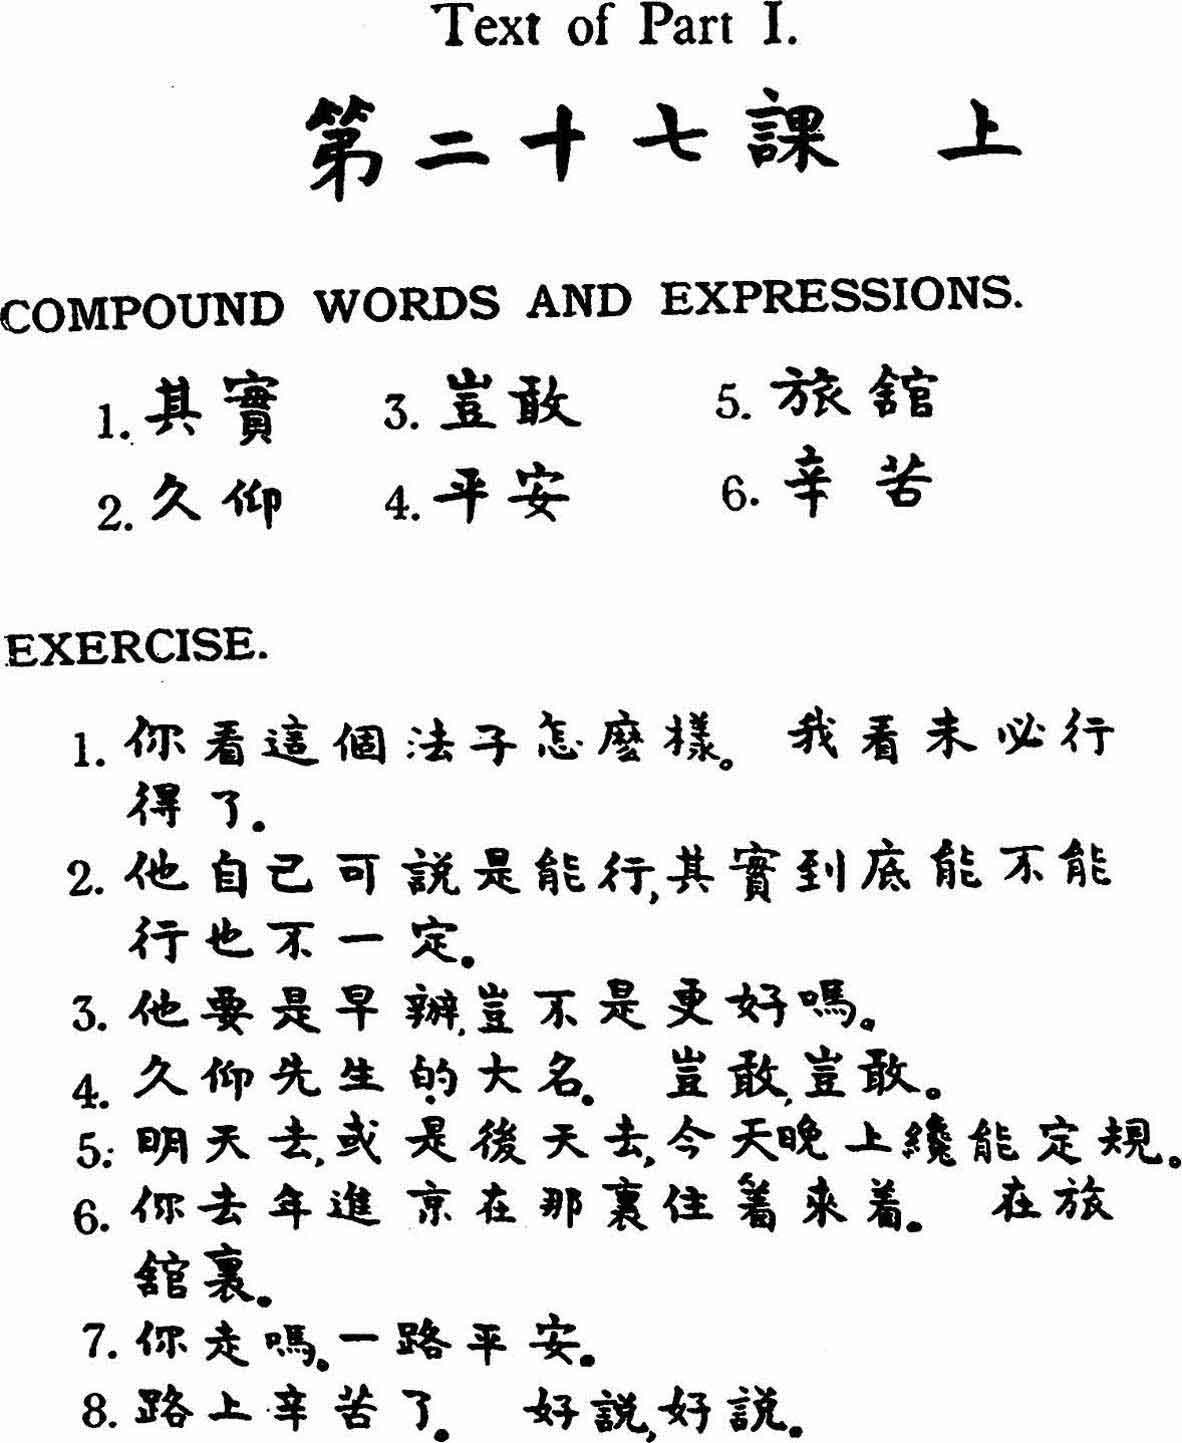 Text of Part I.
第二十七課 上
COMPOUND WORDS AND EXPRESSIONS.
1. 其實 3. 豈敢 5. 旅舘
2. 久仰 4. 平安 6. 辛苦
EXERCISE.
1. 你看這個法子怎麼樣。 我看未必行
得了.
2. 他自己可說是能行,其實到底能不能
行也不一定.
3. 他要是早辦,豈不是更好嗎。
4. 久仰先生的大名. 豈敢,豈敢。
5. 明天去,或是後天去,今天晚上纔能定規。
6. 你去年進京在那裏住着來着. 在旅
舘裏.
7. 你走嗎.一路平安.
8. 路上辛苦了. 好說,好說.